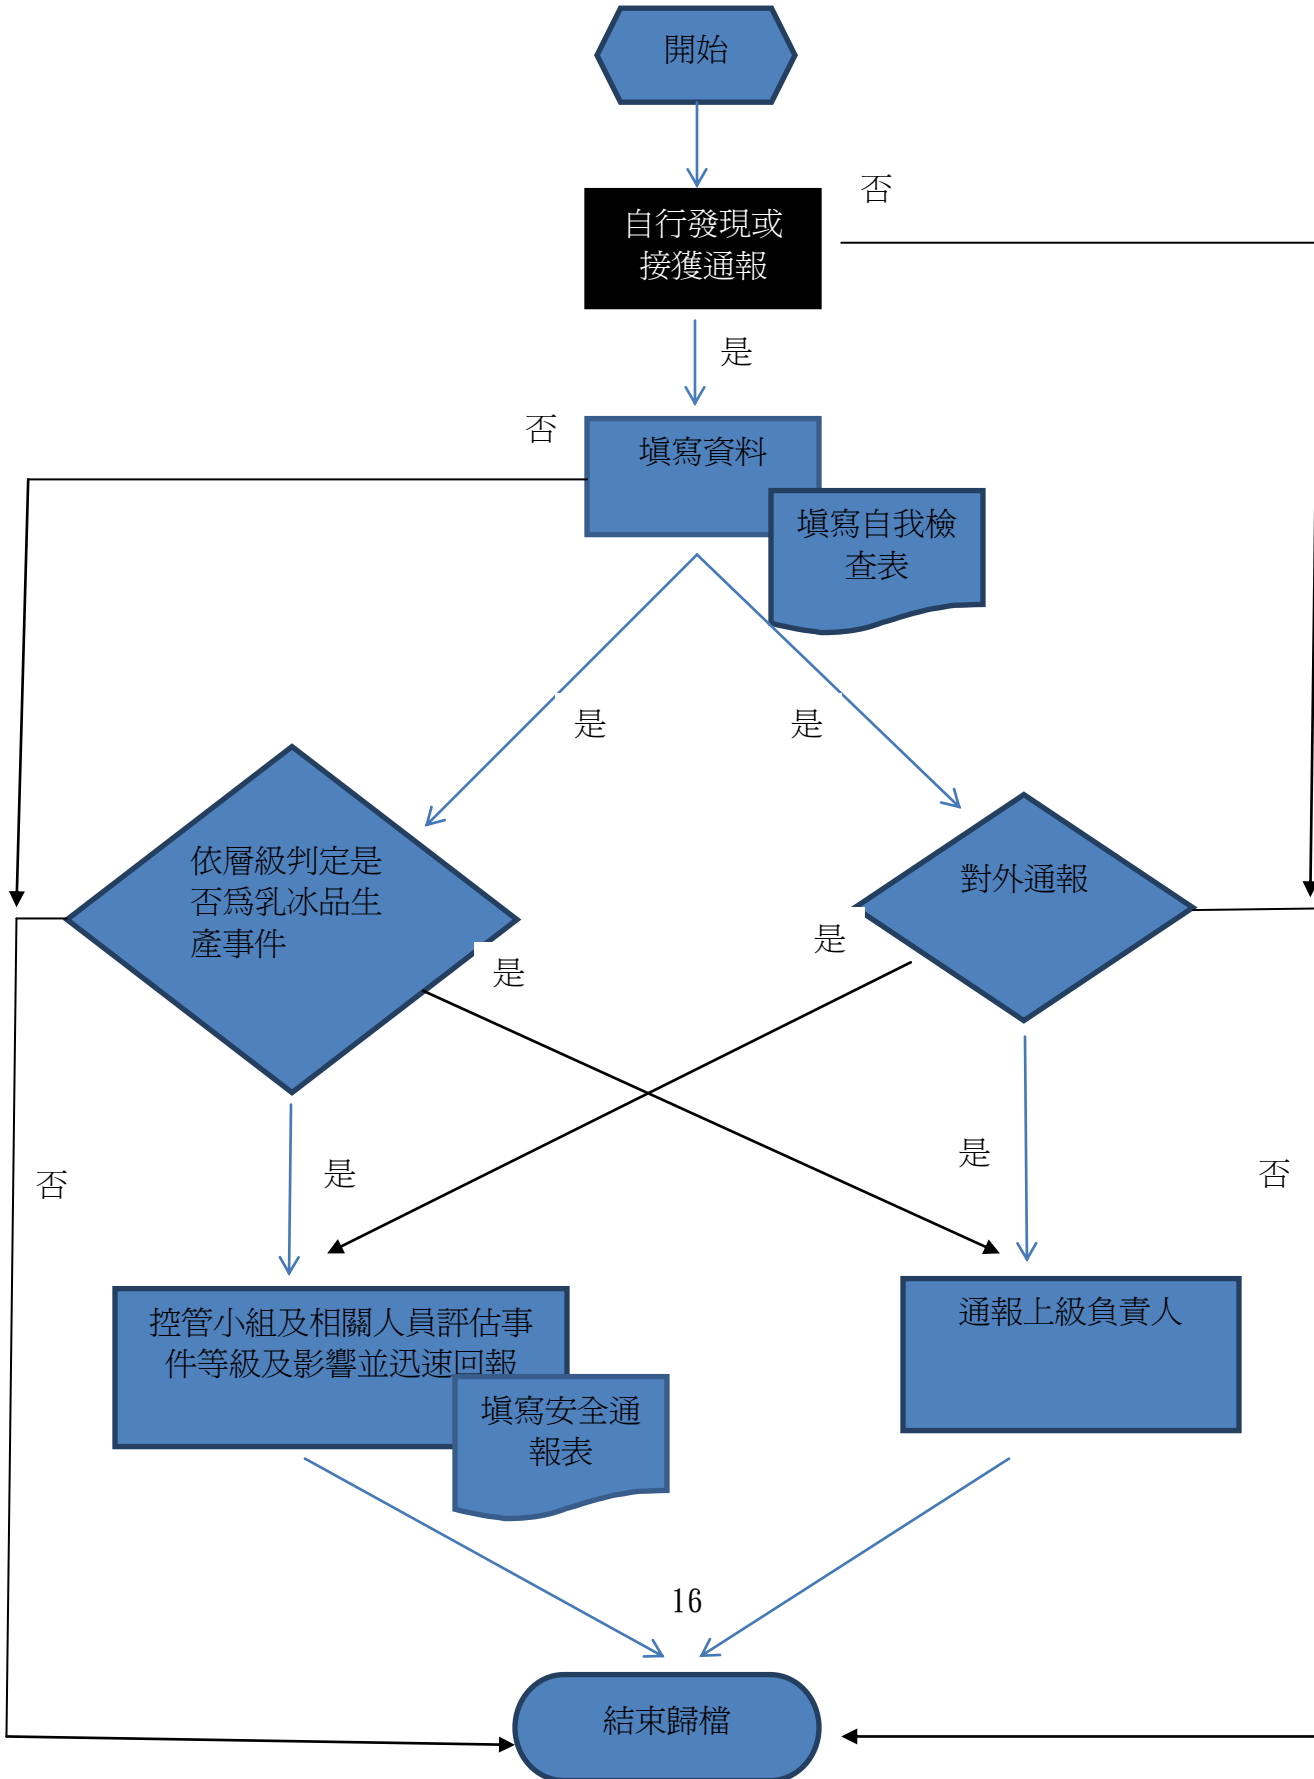 開始
否
自行發現或
接獲通報
是
否
填寫資料
填寫自我檢
查表
是
是
依層級判定是
否為乳冰品生
產事件
對外通報
是
是
否
是
是
否
控管小組及相關人員評估事
件等級及影響並迅速回報
通報上級負責人
填寫安全通
報表
16
結束歸檔